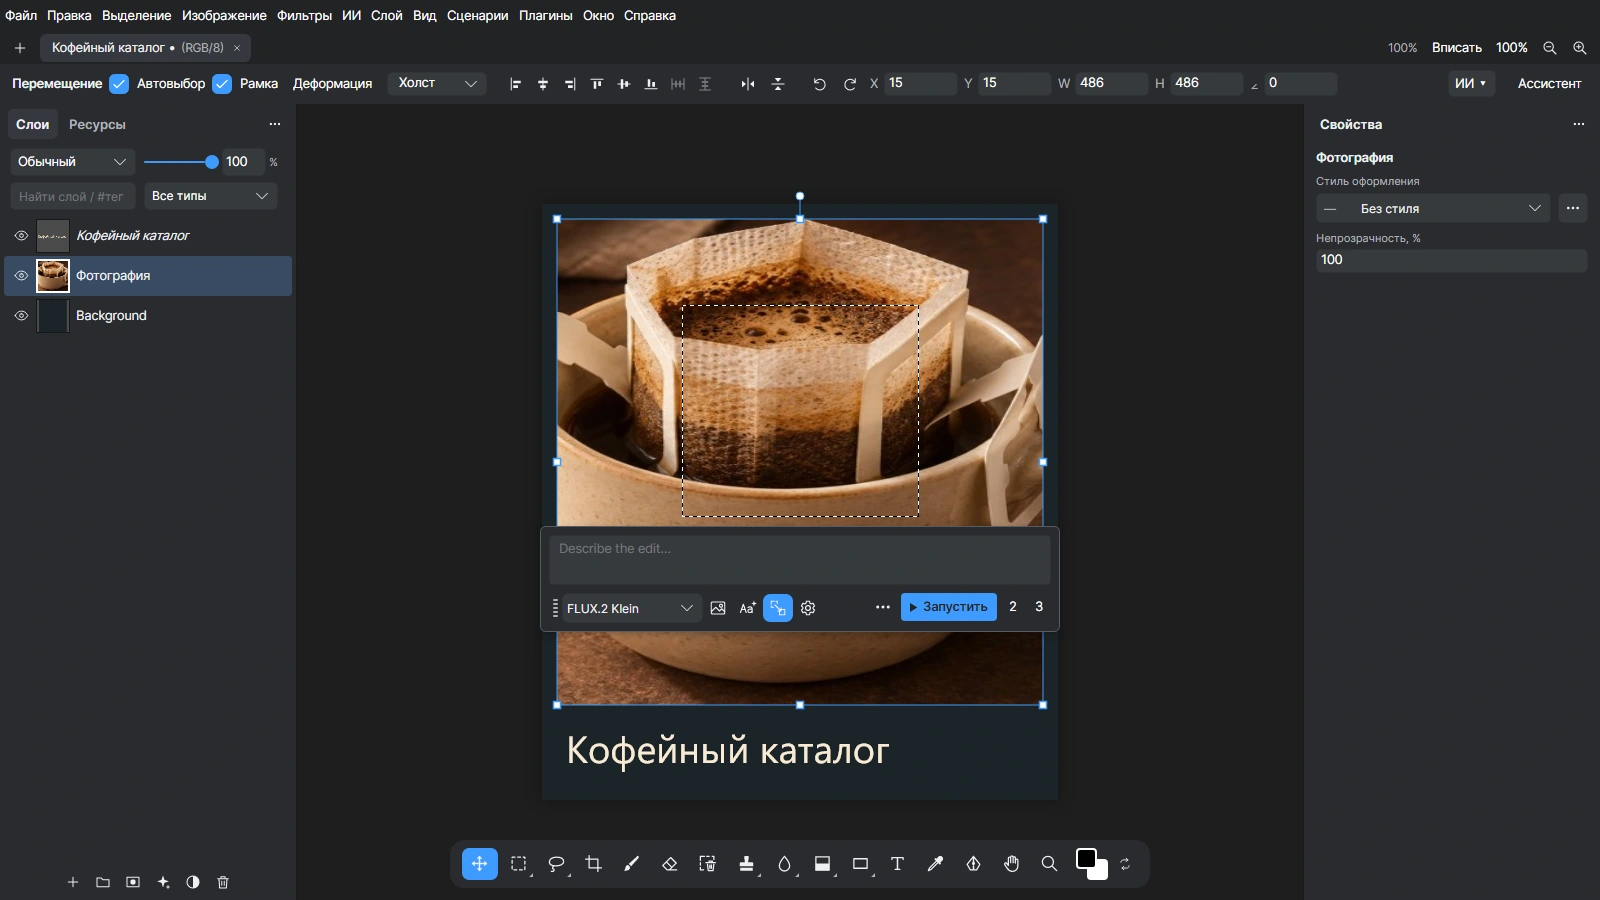 Файл Правка Выделение Изображение Фильтры ИИ Слой Вид Сценарии Плагины Окно Справка
Кофейный каталог • (RGB/8) × 100% Вписать 100%
Перемещение Автовыбор Рамка Деформация Холст X 15 Y 15 W 486 H 486 0 ИИ Ассистент
Слои Ресурсы
Обычный 100 %
Найти слой / #тег Все типы
Кофейный каталог
Фотография
Background
Свойства
Фотография
Стиль оформления
— Без стиля
Непрозрачность, %
100
Describe the edit...
FLUX.2 Klein Aa Запустить 2 3
Кофейный каталог